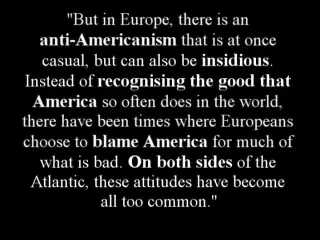 "But in Europe, there is an
anti-Americanism that is at once
casual, but can also be insidious.
Instead of recognising the good that
America so often does in the world,
there have been times where Europeans
choose to blame America for much of
what is bad. On both sides of the
Atlantic, these attitudes have become
all too common."